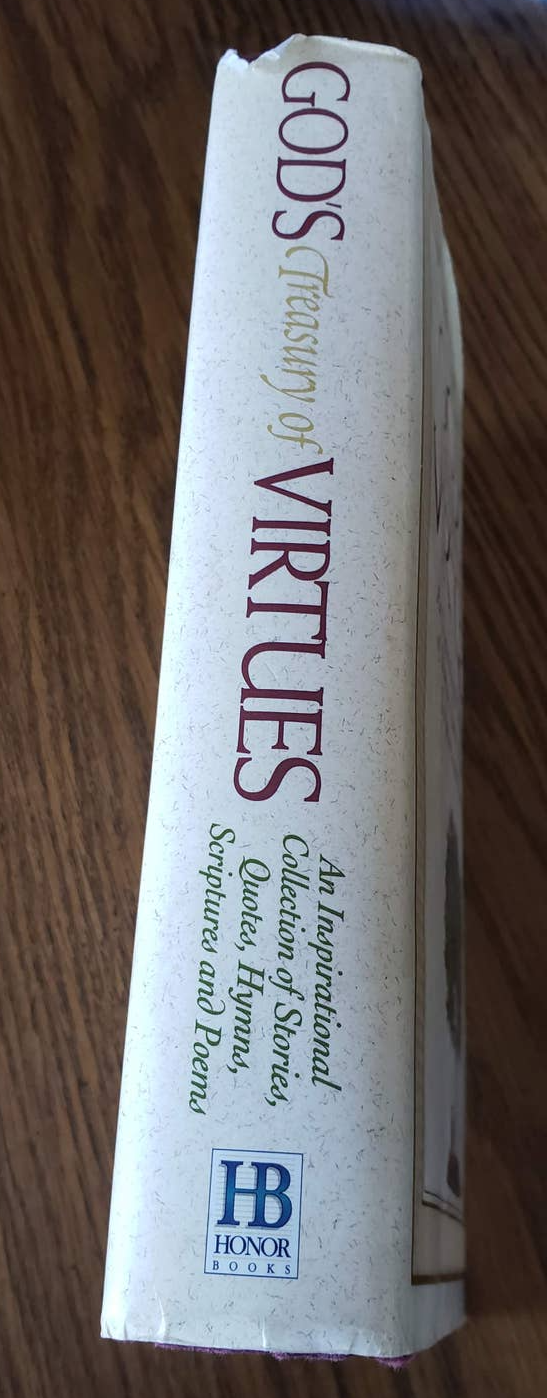 GOD'S Treasury of VIRTUES
An Inspirational
Collection of Stories,
Quotes, Hymns,
Scriptures and Poems
HB
HONOR
BOOKS